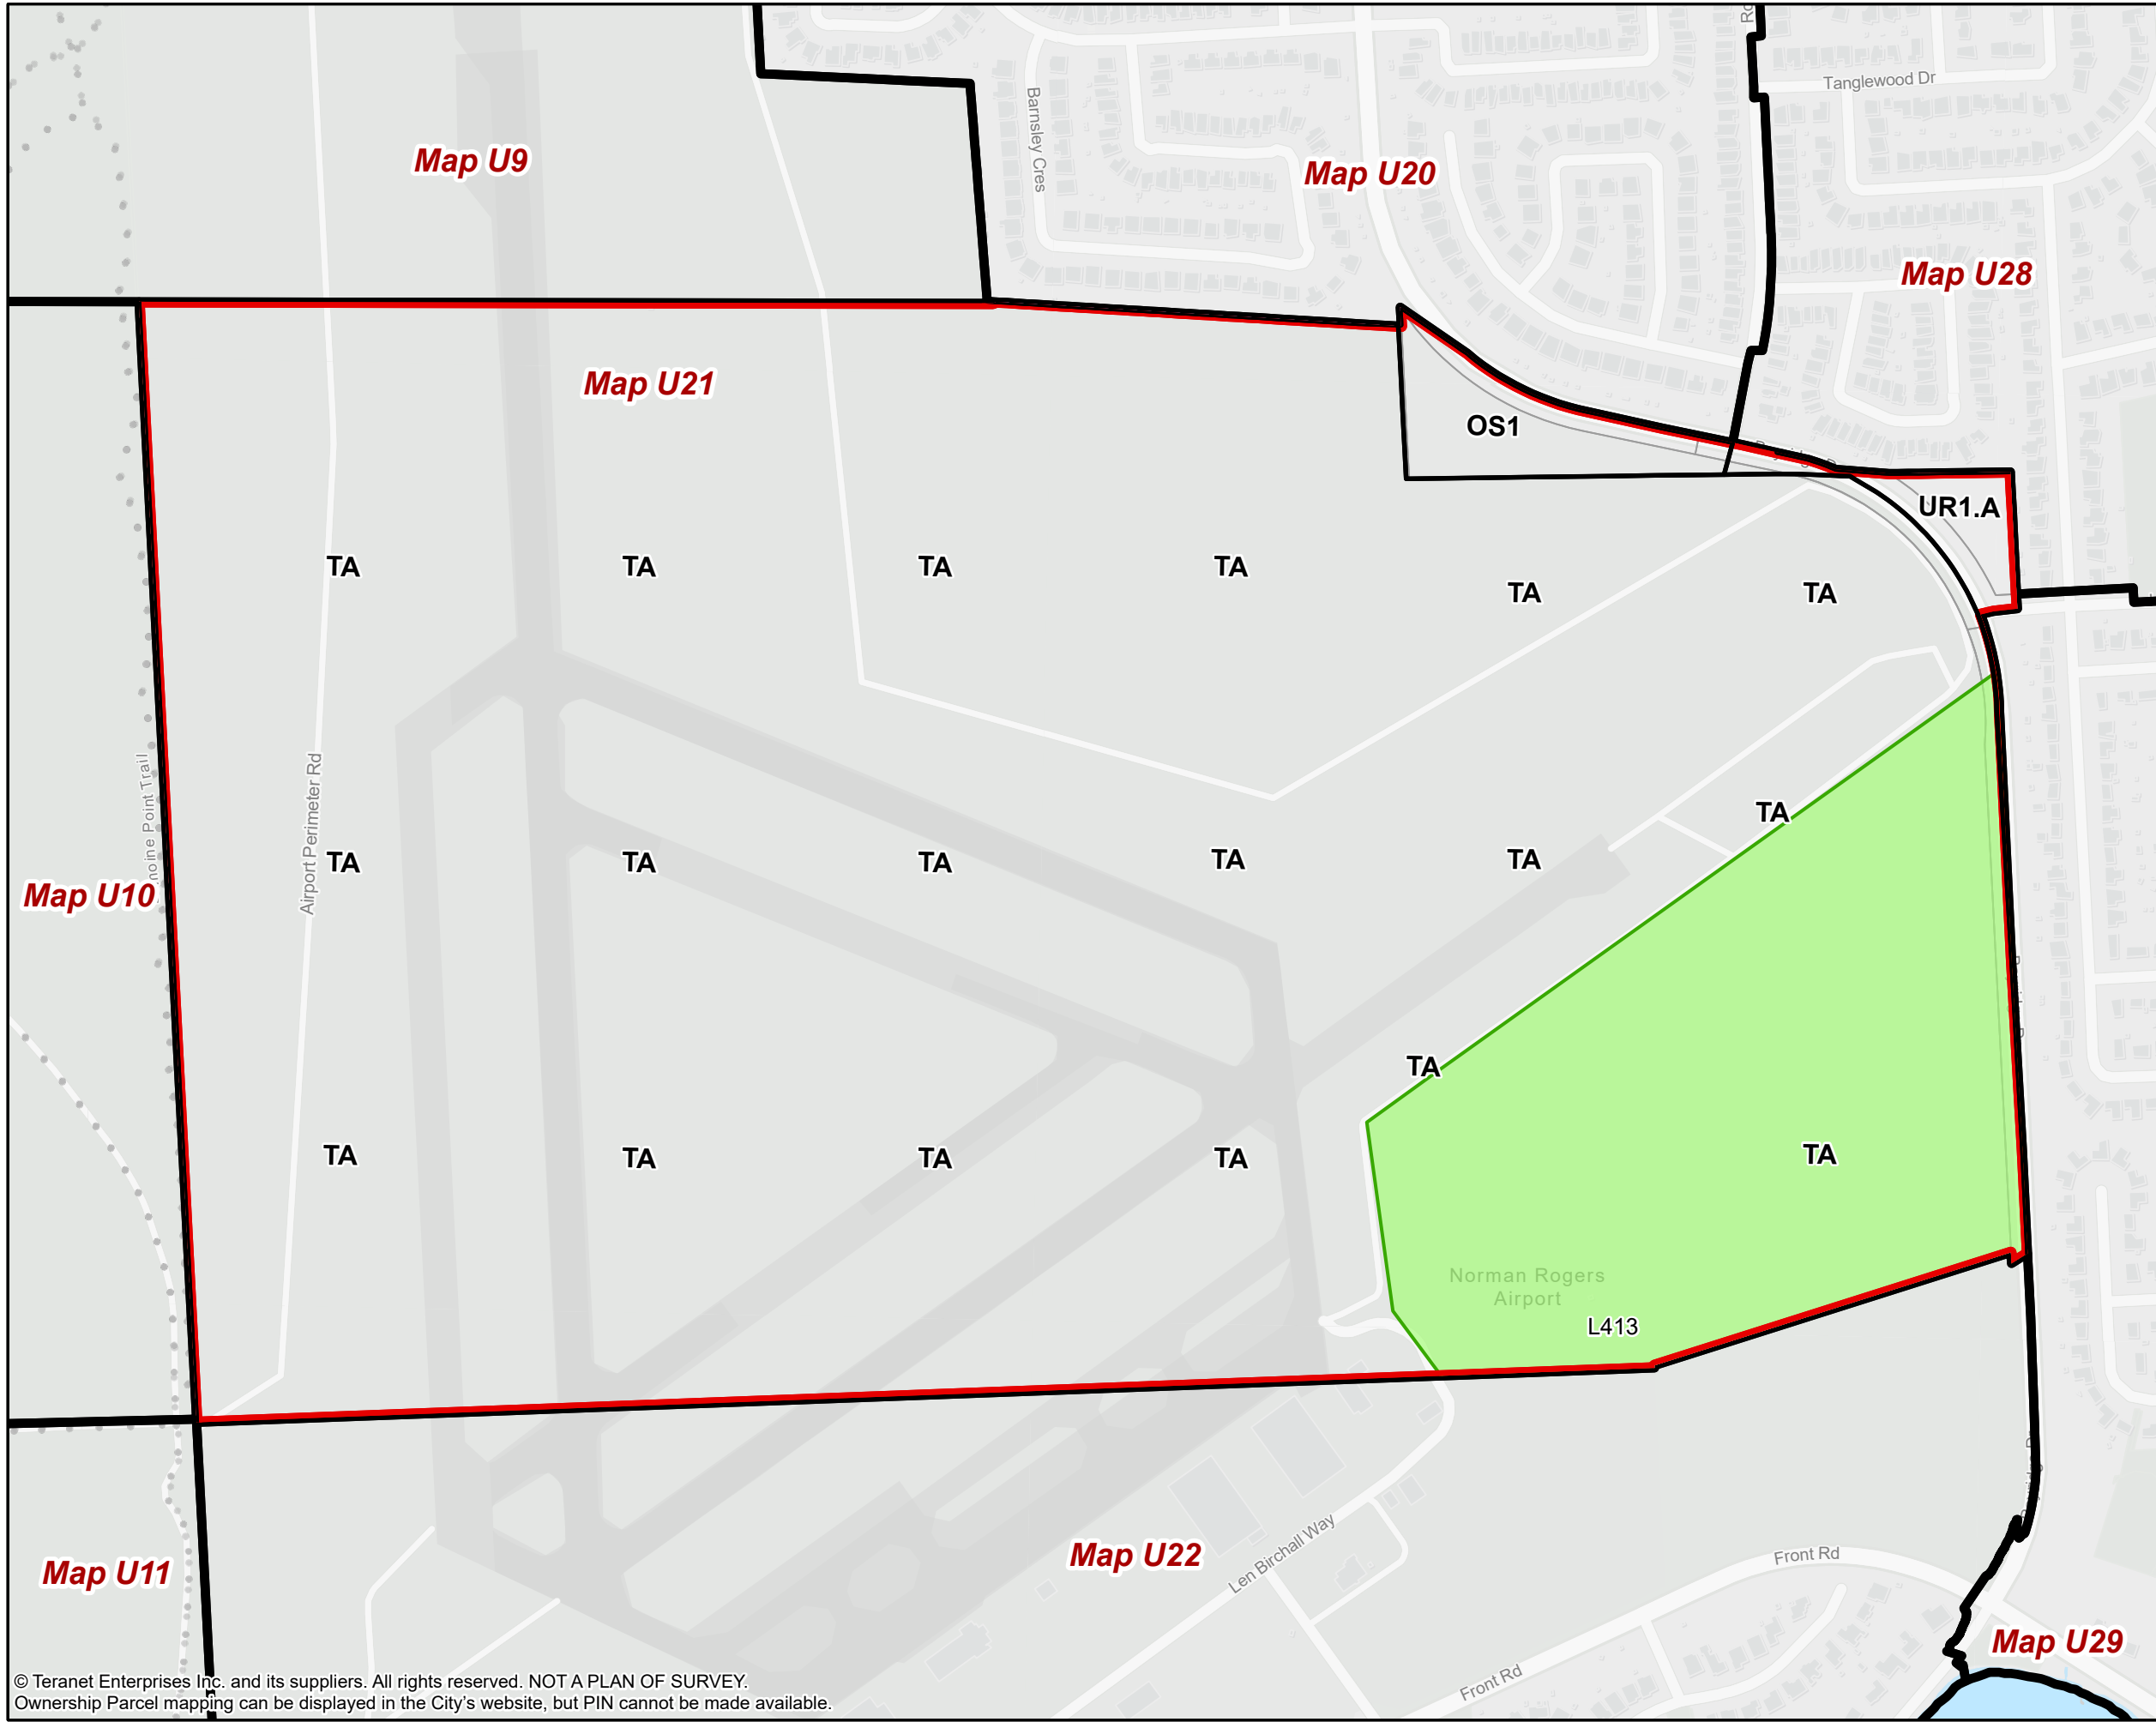 Rd
Tanglewood Dr
Barnsley Cres
Map U9
Map U20
Map U28
Map U21
OS1
UR1.A
TA
TA
TA
TA
TA
TA
Airport Perimeter Rd
Point Trail
TA
TA
TA
TA
TA
TA
Map U10
TA
TA
TA
TA
TA
TA
Norman Rogers
Airport
L413
Map U22
Len Birchall Way
Map U11
Front Rd
Front Rd
Map U29
© Teranet Enterprises Inc. and its suppliers. All rights reserved. NOT A PLAN OF SURVEY.
Ownership Parcel mapping can be displayed in the City's website, but PIN cannot be made available.